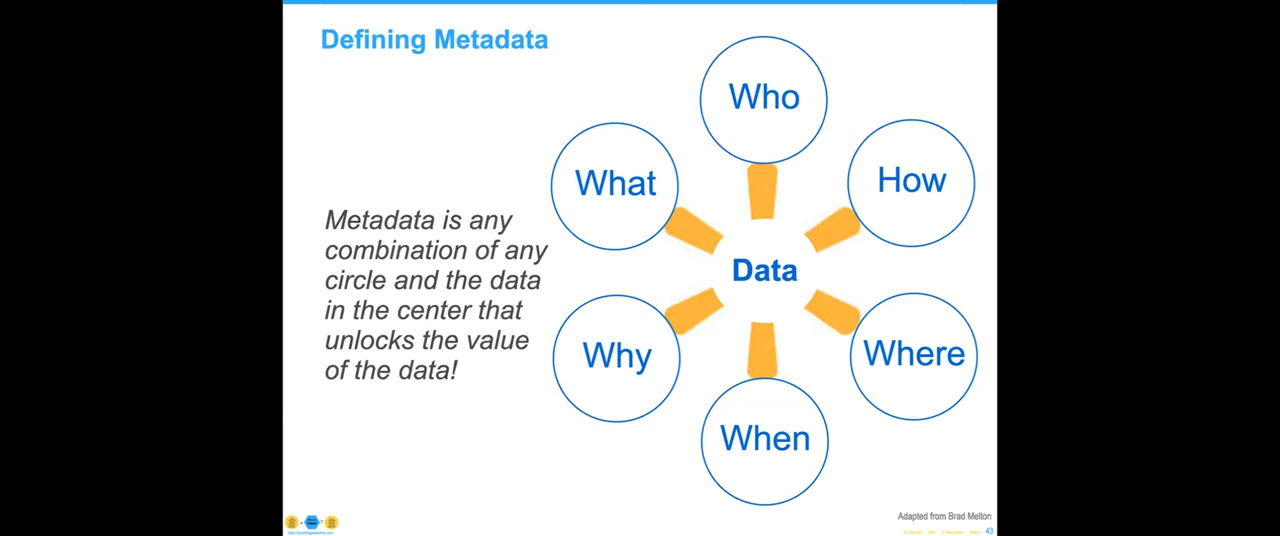 Defining Metadata
Who
What
How
Metadata is any
combination of any
circle and the data
in the center that
unlocks the value
of the data!
Data
Why
Where
When
Adapted from Brad Melton
43